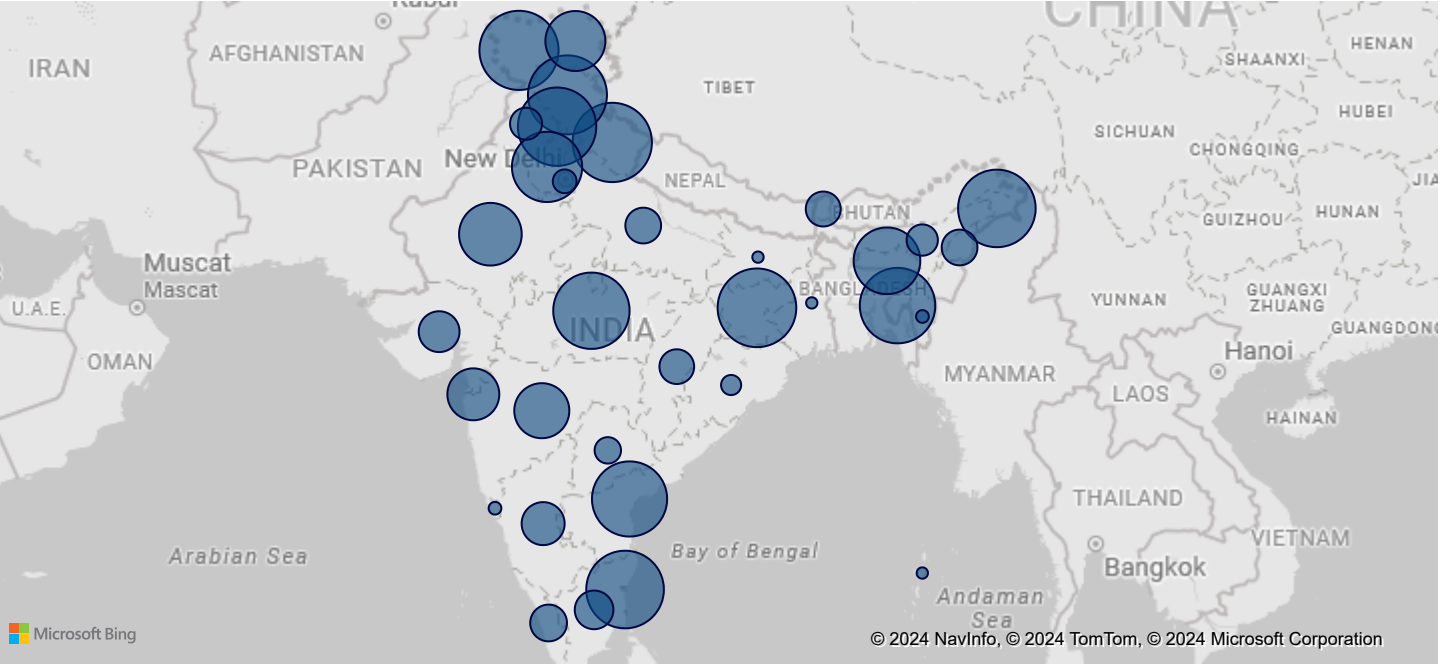 Kabul
CHINA
AFGHANISTAN
IRAN
HENAN
SHAANXI
TIBET
HUBEI
SICHUAN
CHONGQING
New Delhi
PAKISTAN
NEPAL
JIA
BHUTAN
GUIZHOU
HUNAN
Muscat
Mascat
U.A.E.
BANGLADESH
YUNNAN
GUANGXI
ZHUANG
INDIA
GUANGDONG
OMAN
Hanoi
MYANMAR
LAOS
HAINAN
THAILAND
VIETNAM
Arabian Sea
Bay of Bengal
Bangkok
Andaman
Sea
Microsoft Bing
© 2024 NavInfo, © 2024 TomTom, © 2024 Microsoft Corporation